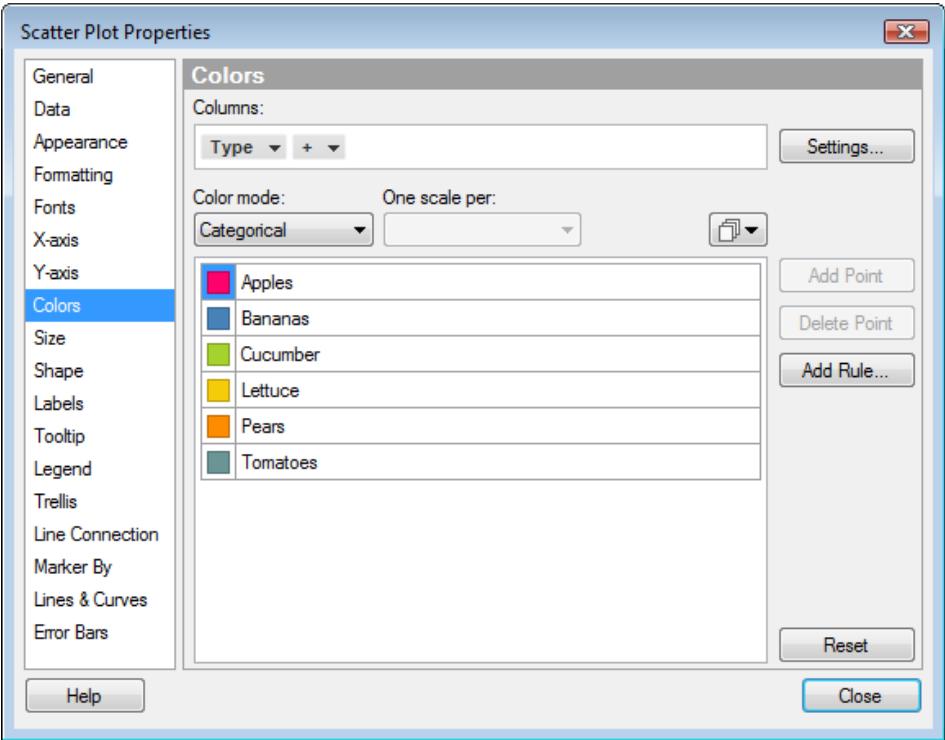 Scatter Plot Properties
General
Data
Appearance
Formatting
Fonts
X-axis
Y-axis
Colors
Size
Shape
Labels
Tooltip
Legend
Trellis
Line Connection
Marker By
Lines & Curves
Error Bars
Colors
Columns:
Type +
Settings...
Color mode: One scale per:
Categorical
Apples
Bananas
Cucumber
Lettuce
Pears
Tomatoes
Add Point
Delete Point
Add Rule...
Reset
Help
Close